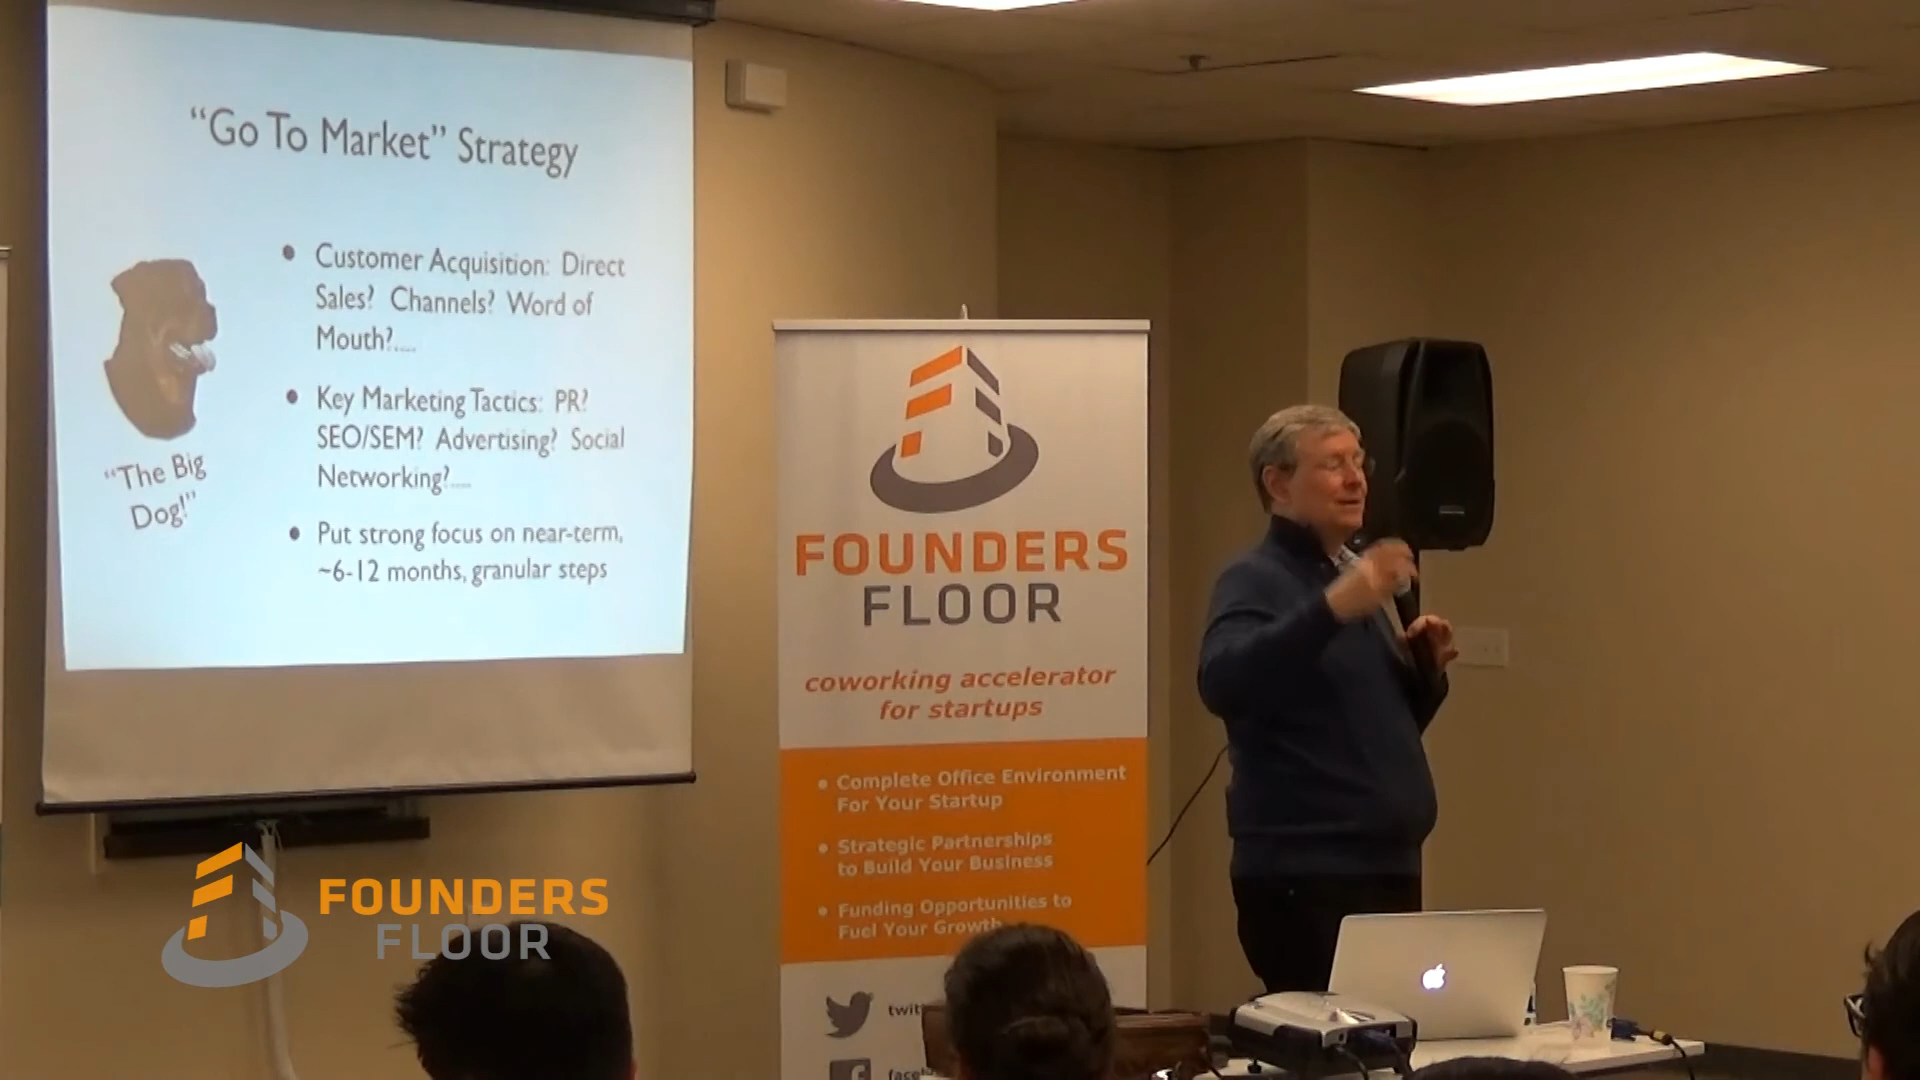 “Go To Market” Strategy
• Customer Acquisition: Direct
Sales? Channels? Word of
Mouth?....
• Key Marketing Tactics: PR?
SEO/SEM? Advertising? Social
Networking?....
• Put strong focus on near-term,
~6-12 months, granular steps
“The Big
Dog!”
FOUNDERS
FLOOR
coworking accelerator
for startups
• Complete Office Environment
For Your Startup
• Strategic Partnerships
to Build Your Business
• Funding Opportunities to
Fuel Your Growth
FOUNDERS
FLOOR